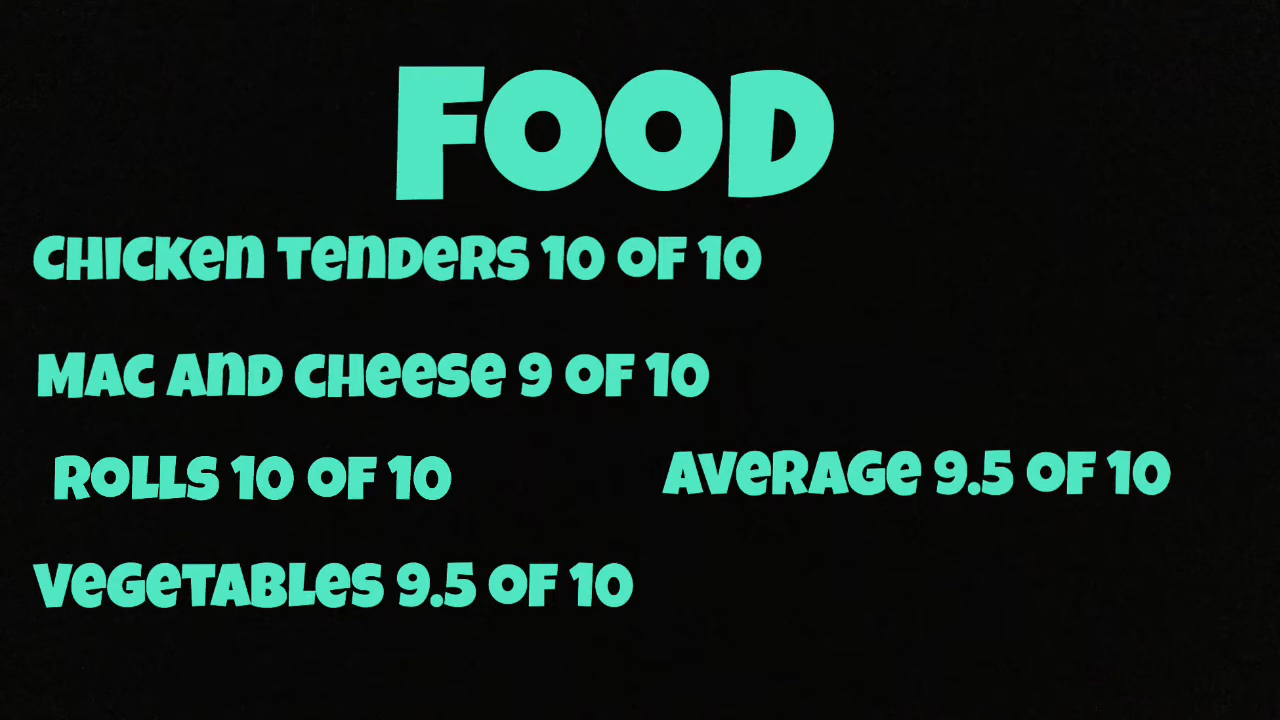 FOOD
CHICKEN TENDERS 10 OF 10
MAC AND CHEESE 9 OF 10
ROLLS 10 OF 10
AVERAGE 9.5 OF 10
VEGETABLES 9.5 OF 10